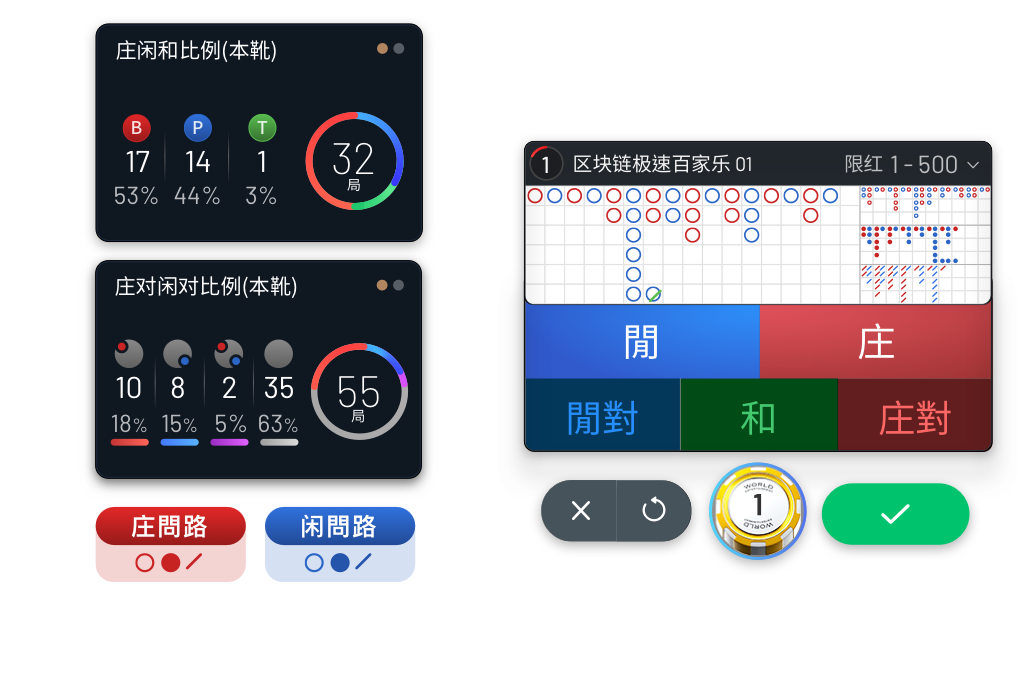 庄闲和比例(本靴)
B P T
17 14 1
53% 44% 3%
32
局
庄对闲对比例(本靴)
10 8 2 35
18% 15% 5% 63%
55
局
庄問路 闲問路
1 区块链极速百家乐 01 限红 1 - 500
閒 庄
閒對 和 庄對
WORLD
1
WORLD